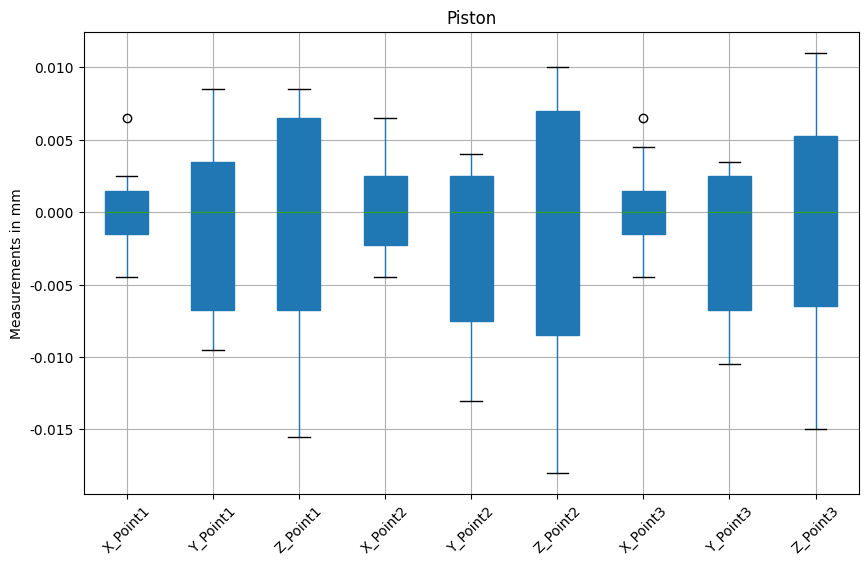 Piston
Measurements in mm
0.010
0.005
0.000
-0.005
-0.010
-0.015
X_Point1
Y_Point1
Z_Point1
X_Point2
Y_Point2
Z_Point2
X_Point3
Y_Point3
Z_Point3